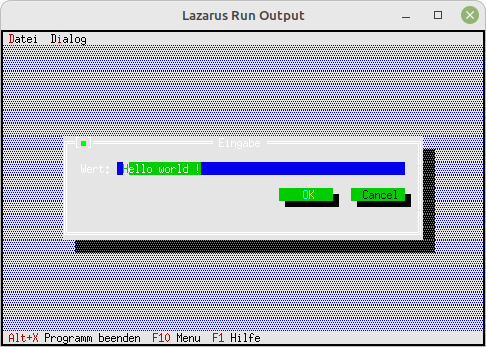 Lazarus Run Output
Datei Dialog
Eingabe
Wert: Hello world !
OK Cancel
Alt+X Programm beenden F10 Menu F1 Hilfe